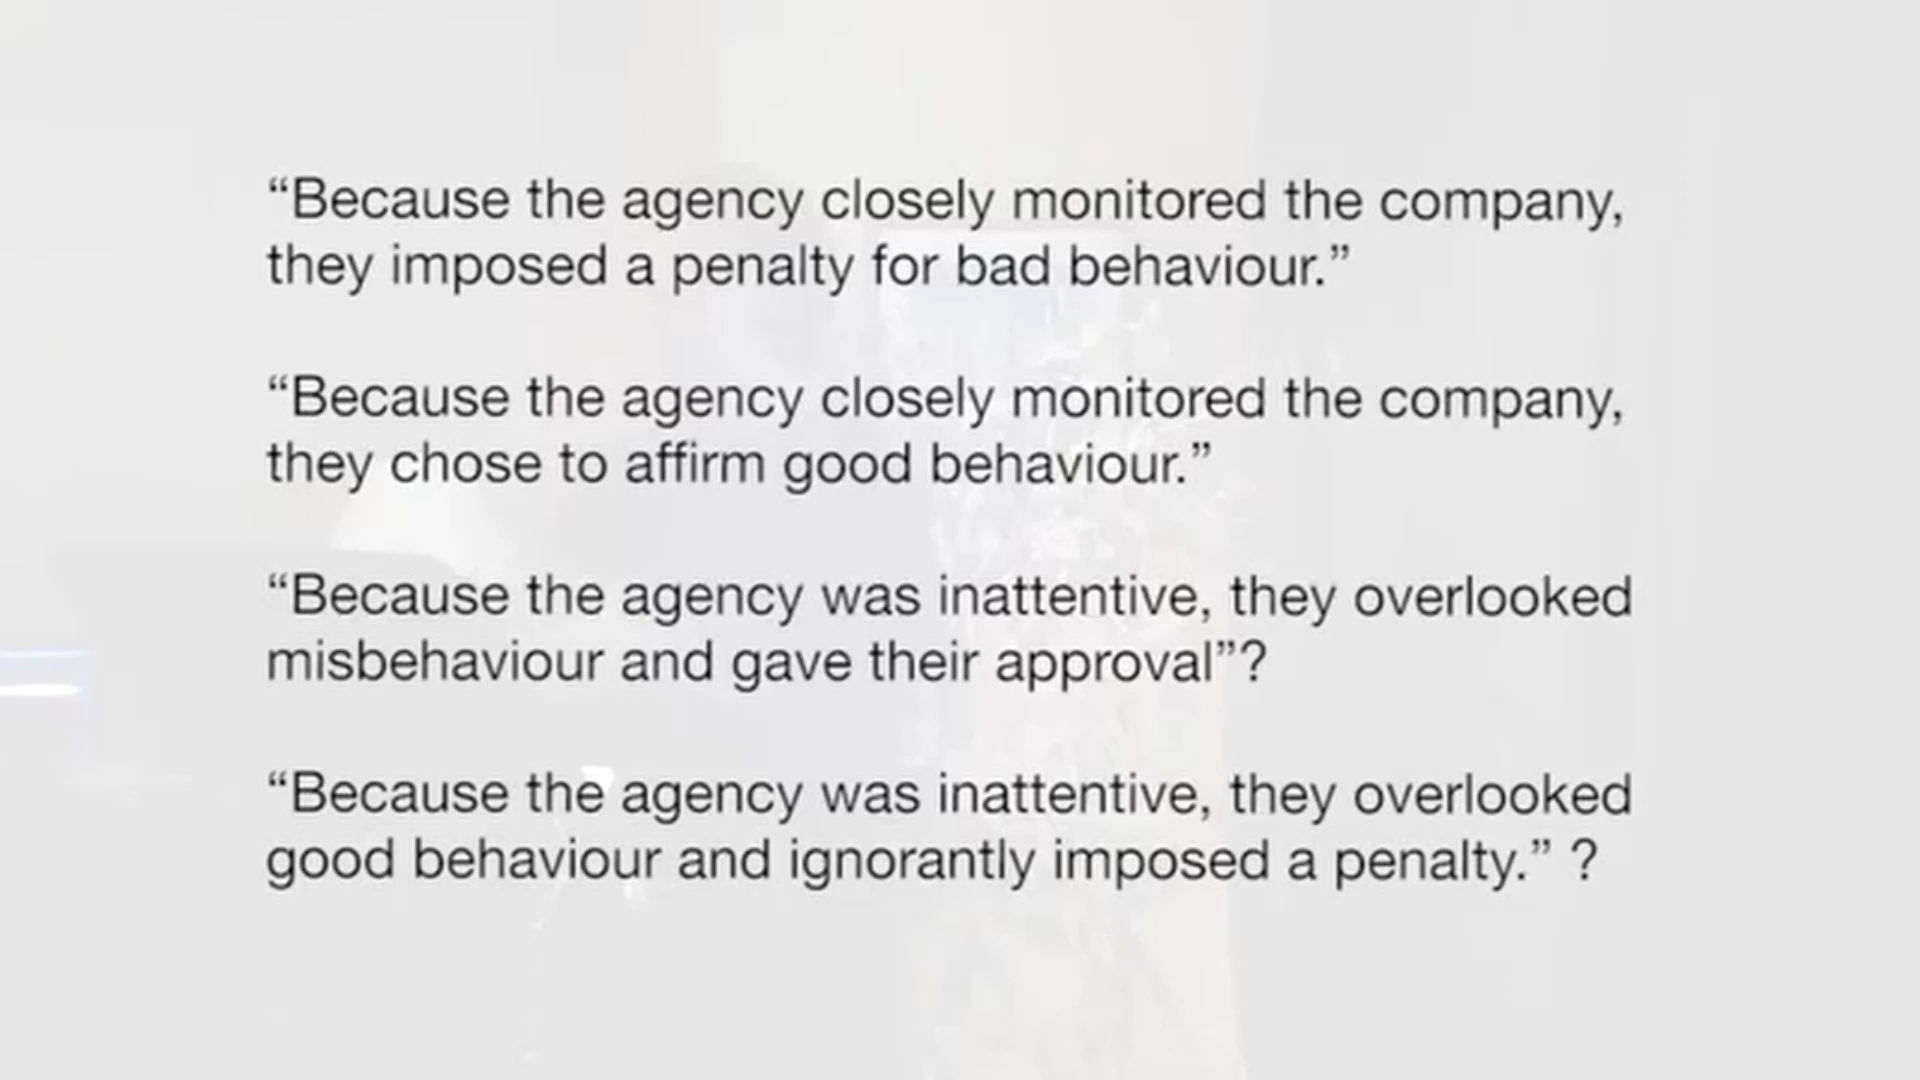 “Because the agency closely monitored the company,
they imposed a penalty for bad behaviour.”
“Because the agency closely monitored the company,
they chose to affirm good behaviour.”
“Because the agency was inattentive, they overlooked
misbehaviour and gave their approval”?
“Because the agency was inattentive, they overlooked
good behaviour and ignorantly imposed a penalty.” ?